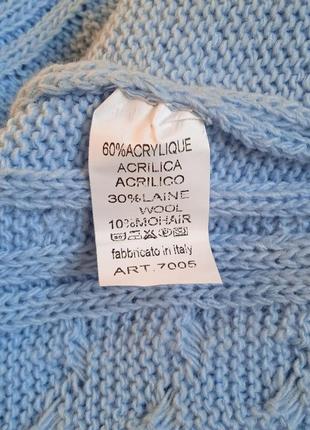 60%ACRYLIQUE
ACRILICA
ACRILICO
30%LAINE
WOOL
10%MOHAIR
fabbricato in italy
ART.7005